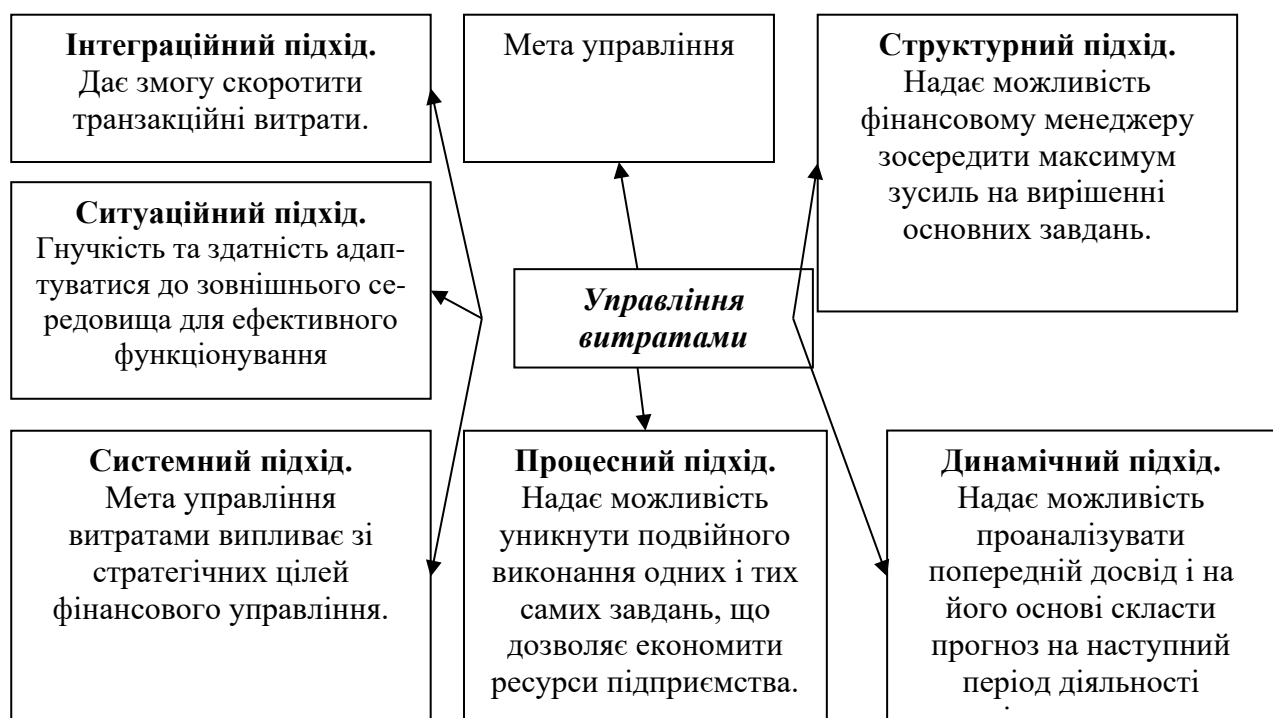 Інтеграційний підхід.
Дає змогу скоротити
транзакційні витрати.
Мета управління
Структурний підхід.
Надає можливість
фінансовому менеджеру
зосередити максимум
зусиль на вирішенні
основних завдань.
Ситуаційний підхід.
Гнучкість та здатність адап-
туватися до зовнішнього се-
редовища для ефективного
функціонування
Управління
витратами
Системний підхід.
Мета управління
витратами випливає зі
стратегічних цілей
фінансового управління.
Процесний підхід.
Надає можливість
уникнути подвійного
виконання одних і тих
самих завдань, що
дозволяє економити
ресурси підприємства.
Динамічний підхід.
Надає можливість
проаналізувати
попередній досвід і на
його основі скласти
прогноз на наступний
період діяльності